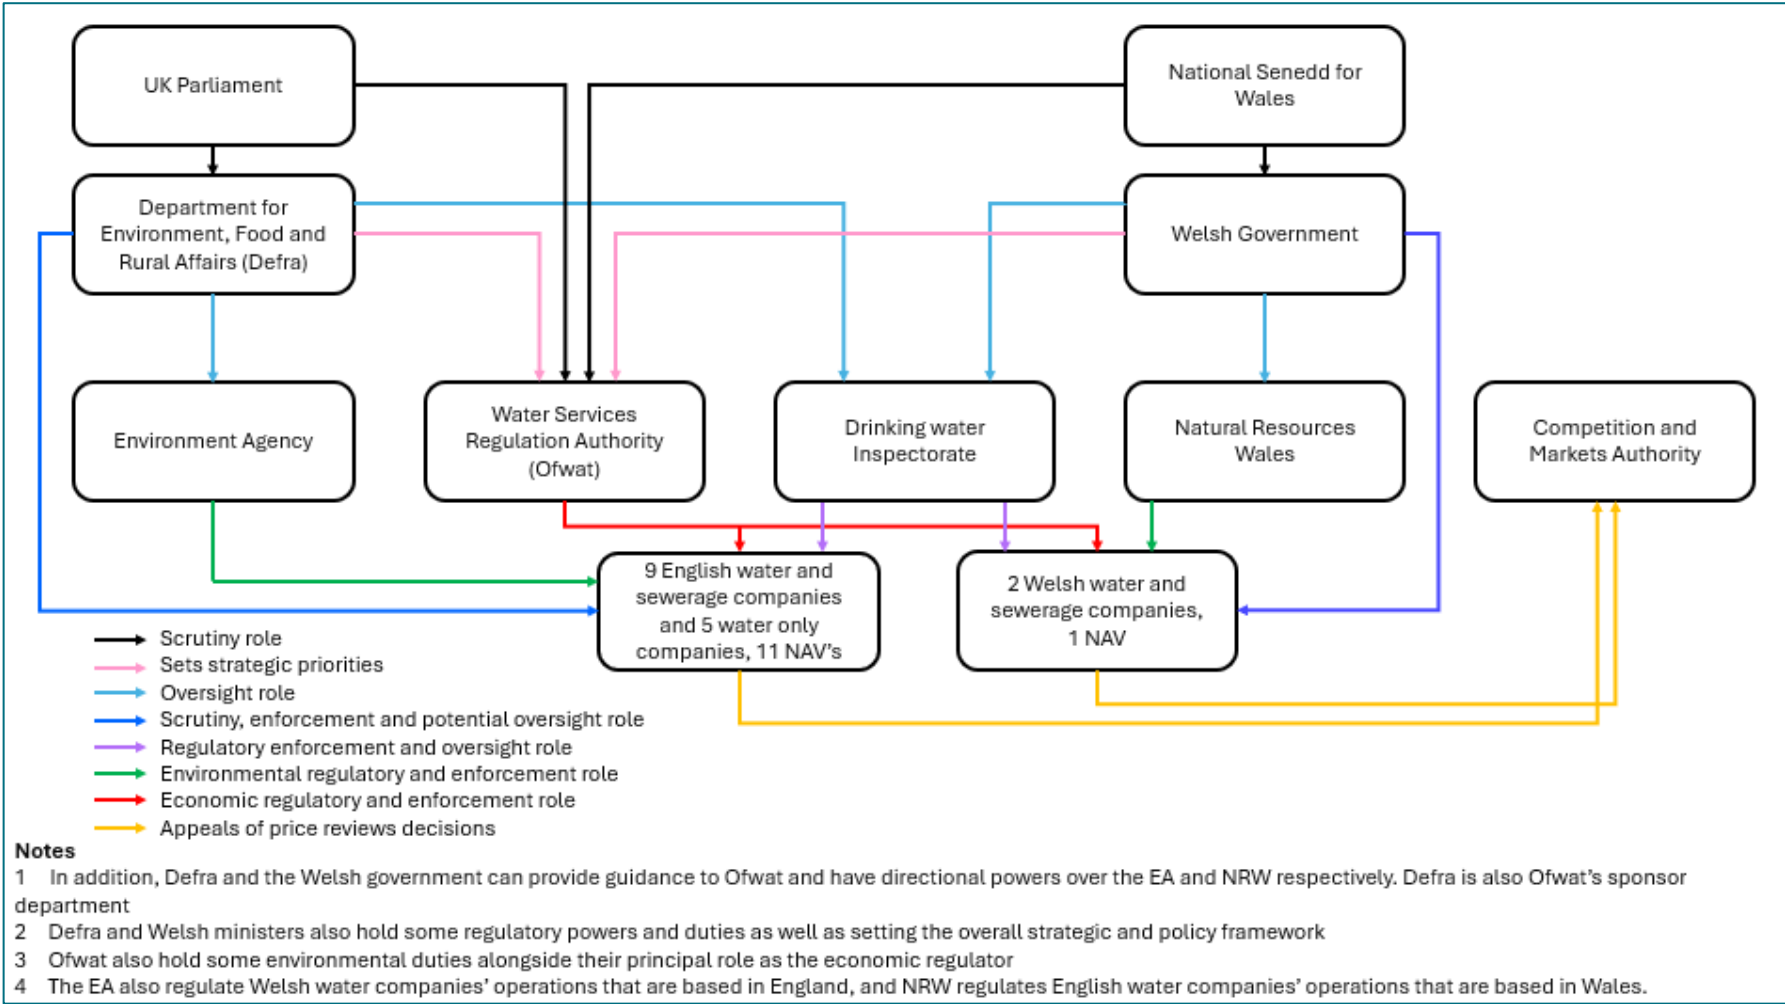 UK Parliament
National Senedd for
Wales
Department for
Environment, Food and
Rural Affairs (Defra)
Welsh Government
Environment Agency
Water Services
Regulation Authority
(Ofwat)
Drinking water
Inspectorate
Natural Resources
Wales
Competition and
Markets Authority
9 English water and
sewerage companies
and 5 water only
companies, 11 NAV's
2 Welsh water and
sewerage companies,
1 NAV
Scrutiny role
Sets strategic priorities
Oversight role
Scrutiny, enforcement and potential oversight role
Regulatory enforcement and oversight role
Environmental regulatory and enforcement role
Economic regulatory and enforcement role
Appeals of price reviews decisions
Notes
1 In addition, Defra and the Welsh government can provide guidance to Ofwat and have directional powers over the EA and NRW respectively. Defra is also Ofwat's sponsor
department
2 Defra and Welsh ministers also hold some regulatory powers and duties as well as setting the overall strategic and policy framework
3 Ofwat also hold some environmental duties alongside their principal role as the economic regulator
4 The EA also regulate Welsh water companies' operations that are based in England, and NRW regulates English water companies' operations that are based in Wales.